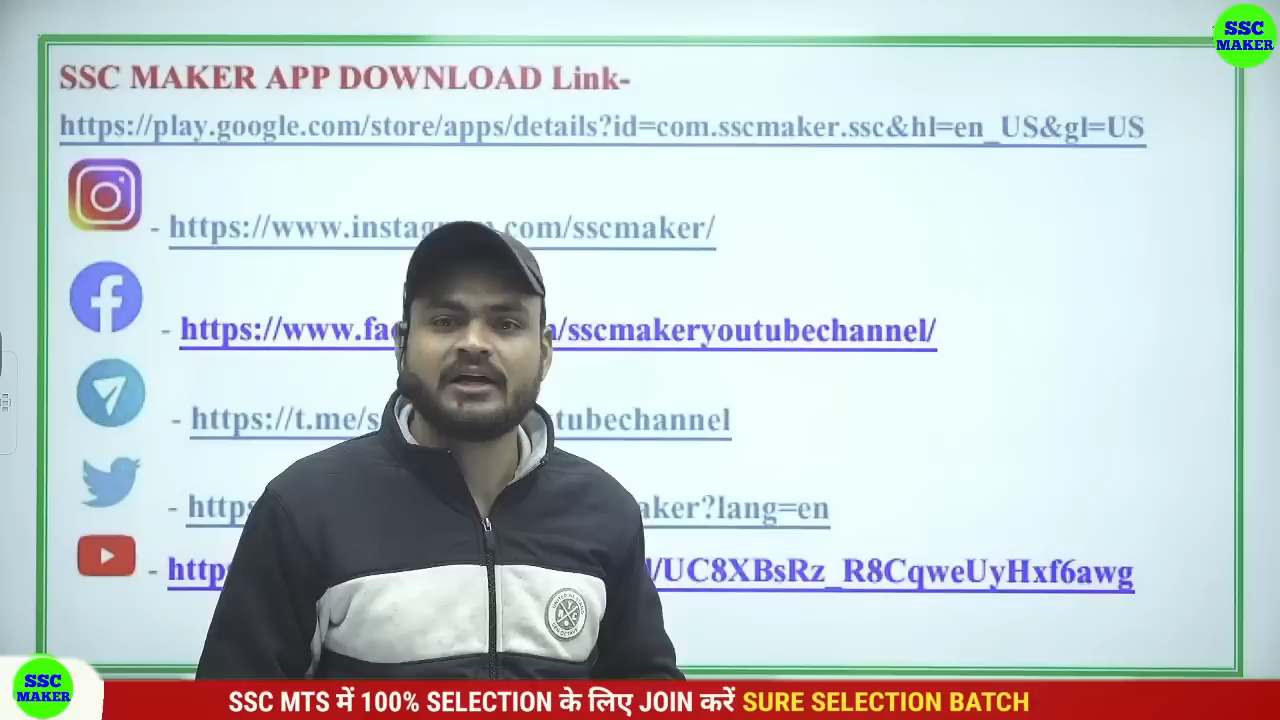 SSC
MAKER
SSC MAKER APP DOWNLOAD Link-
https://play.google.com/store/apps/details?id=com.sscmaker.ssc&hl=en_US&gl=US
- https://www.instag com/sscmaker/
- https://www.fa /sscmakeryoutubechannel/
- https://t.me/s tubechannel
- https aker?lang=en
- http /UC8XBsRz_R8CqweUyHxf6awg
SSC
MAKER
SSC MTS में 100% SELECTION के लिए JOIN करें SURE SELECTION BATCH